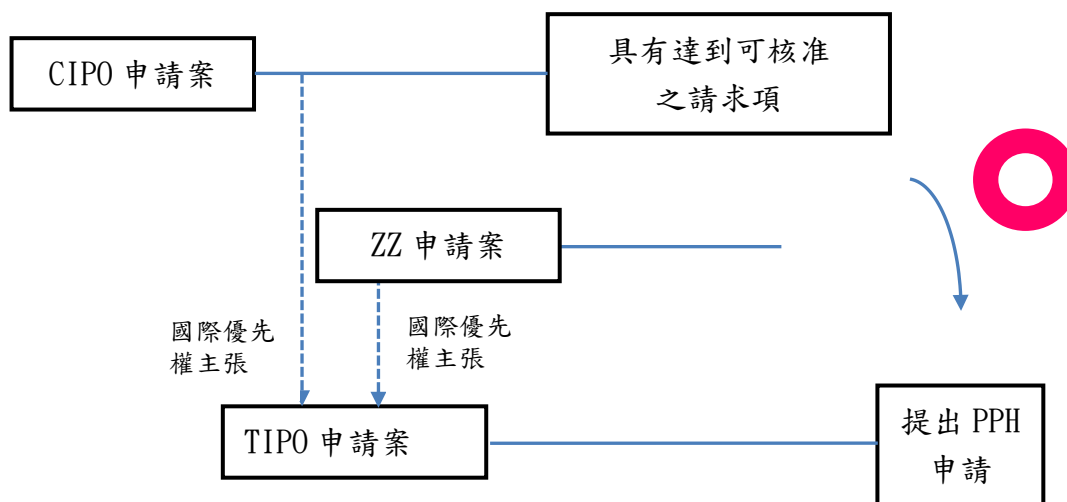 CIPO 申請案
具有達到可核准
之請求項
ZZ 申請案
國際優先
權主張
國際優先
權主張
TIPO 申請案
提出 PPH
申請